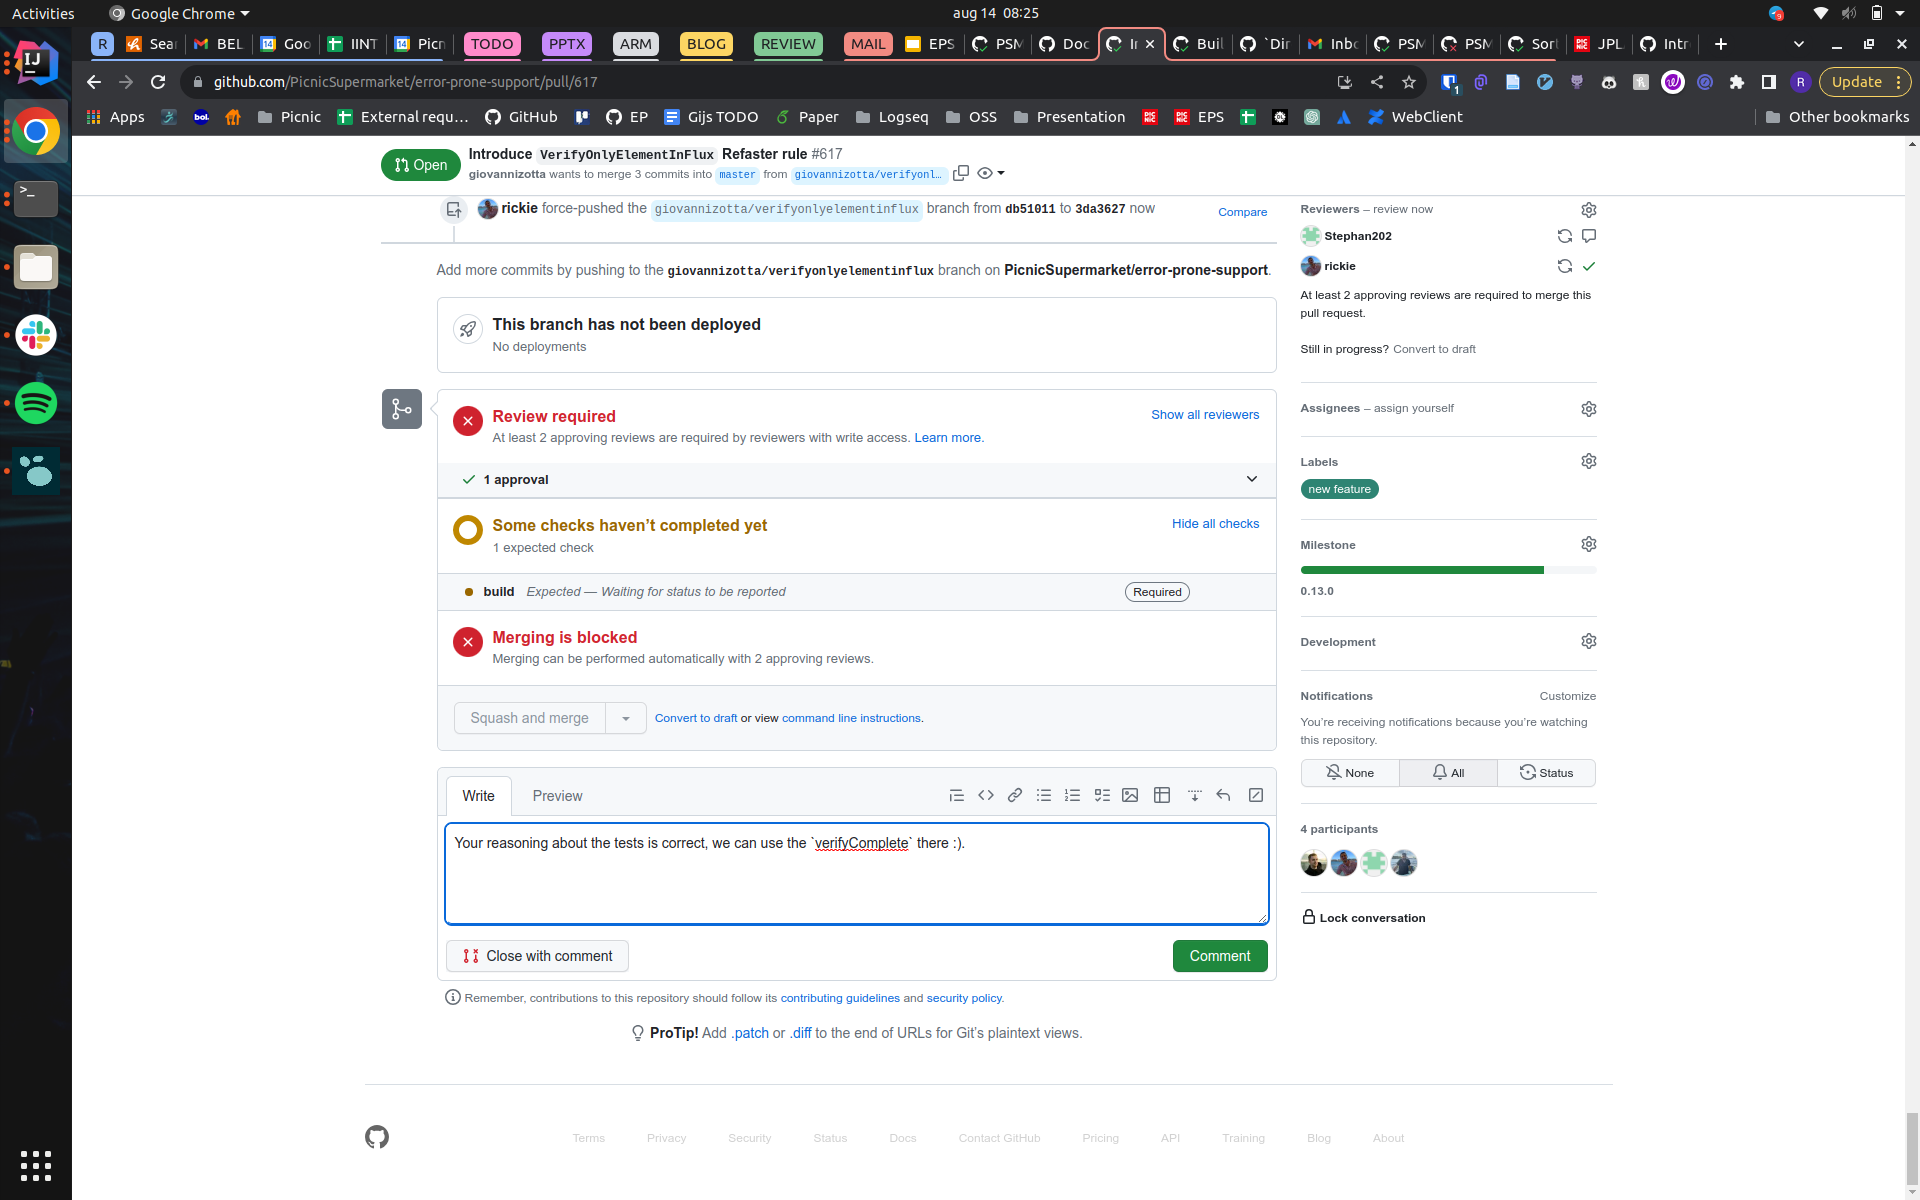 Activities
Google Chrome
aug 14 08:25
R
Sear
BEL
Goo
IINT
Picn
TODO
PPTX
ARM
BLOG
REVIEW
MAIL
EPS
PSM
Doc
In
Buil
`Dir
Inbo
PSM
PSM
Sort
JPL
Intr
github.com/PicnicSupermarket/error-prone-support/pull/617
1
R
Update
Apps
bol.
Picnic
External requ...
GitHub
EP
Gijs TODO
Paper
Logseq
OSS
Presentation
EPS
WebClient
Other bookmarks
Open
Introduce VerifyOnlyElementInFlux Refaster rule #617
giovannizotta wants to merge 3 commits into master from giovannizotta/verifyonl…
rickie force-pushed the giovannizotta/verifyonlyelementinflux branch from db51011 to 3da3627 now
Compare
Add more commits by pushing to the giovannizotta/verifyonlyelementinflux branch on PicnicSupermarket/error-prone-support.
This branch has not been deployed
No deployments
Review required
Show all reviewers
At least 2 approving reviews are required by reviewers with write access. Learn more.
1 approval
Some checks haven’t completed yet
Hide all checks
1 expected check
build Expected — Waiting for status to be reported
Required
Merging is blocked
Merging can be performed automatically with 2 approving reviews.
Squash and merge
Convert to draft or view command line instructions.
Write
Preview
Your reasoning about the tests is correct, we can use the `verifyComplete` there :).
Close with comment
Comment
Remember, contributions to this repository should follow its contributing guidelines and security policy.
ProTip! Add .patch or .diff to the end of URLs for Git’s plaintext views.
Reviewers – review now
Stephan202
rickie
At least 2 approving reviews are required to merge this
pull request.
Still in progress? Convert to draft
Assignees – assign yourself
Labels
new feature
Milestone
0.13.0
Development
Notifications
Customize
You’re receiving notifications because you’re watching
this repository.
None
All
Status
4 participants
Lock conversation
Terms
Privacy
Security
Status
Docs
Contact GitHub
Pricing
API
Training
Blog
About